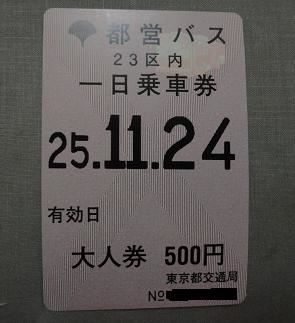 都営バス
23区内
一日乗車券
25.11.24
有効日
大人券 500円
東京都交通局
No